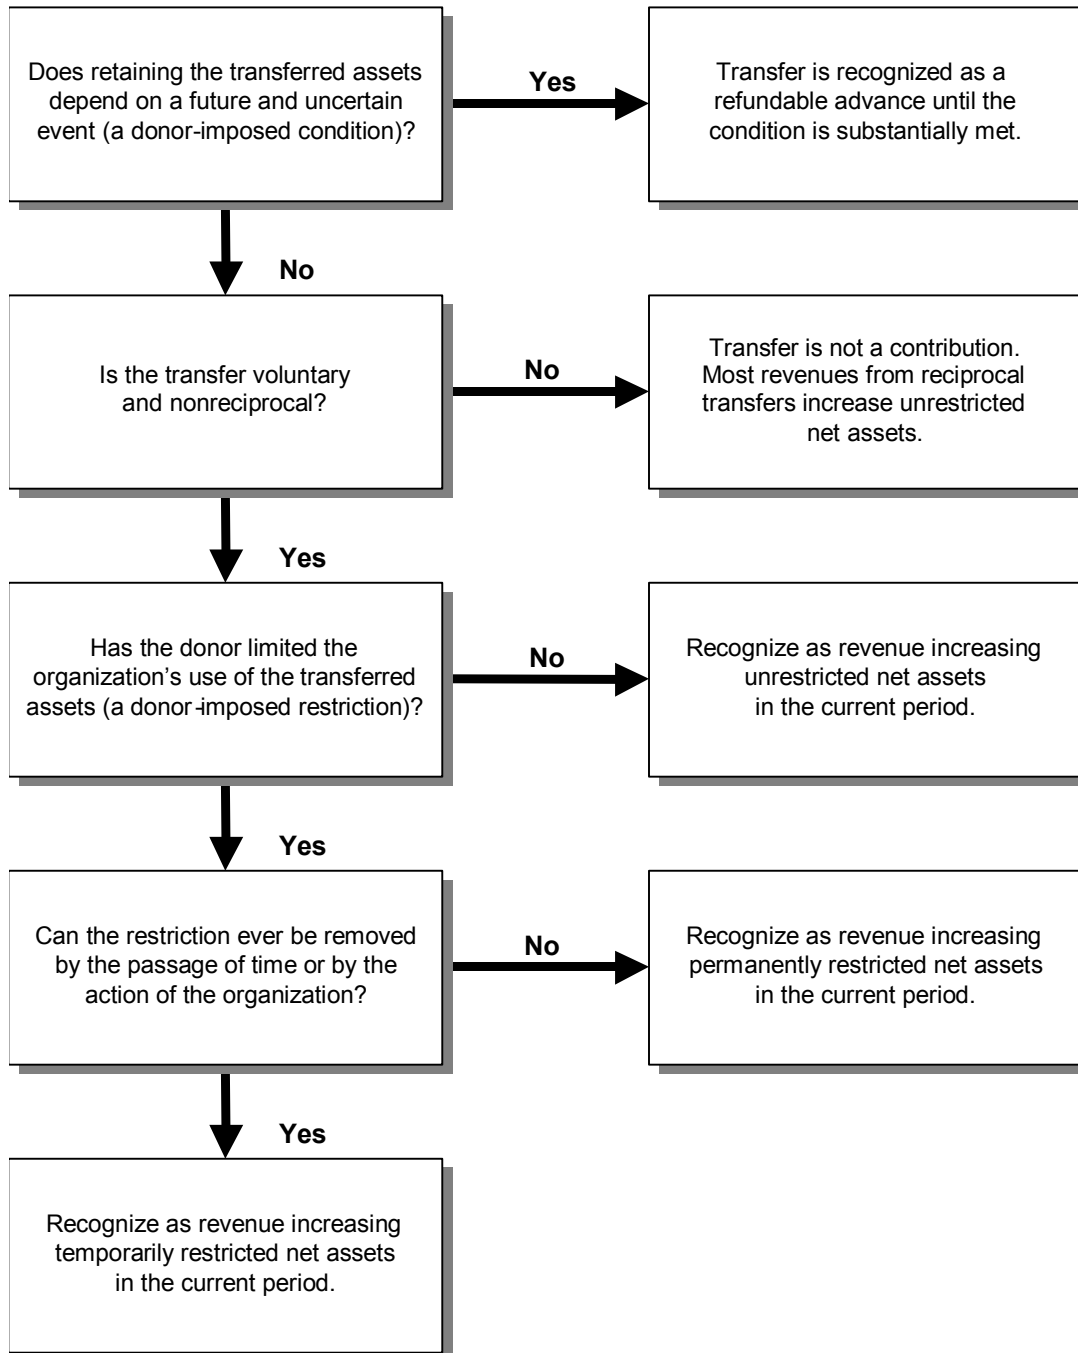 Does retaining the transferred assets
depend on a future and uncertain
event (a donor-imposed condition)?
Yes
Transfer is recognized as a
refundable advance until the
condition is substantially met.
No
Is the transfer voluntary
and nonreciprocal?
No
Transfer is not a contribution.
Most revenues from reciprocal
transfers increase unrestricted
net assets.
Yes
Has the donor limited the
organization's use of the transferred
assets (a donor-imposed restriction)?
No
Recognize as revenue increasing
unrestricted net assets
in the current period.
Yes
Can the restriction ever be removed
by the passage of time or by the
action of the organization?
No
Recognize as revenue increasing
permanently restricted net assets
in the current period.
Yes
Recognize as revenue increasing
temporarily restricted net assets
in the current period.